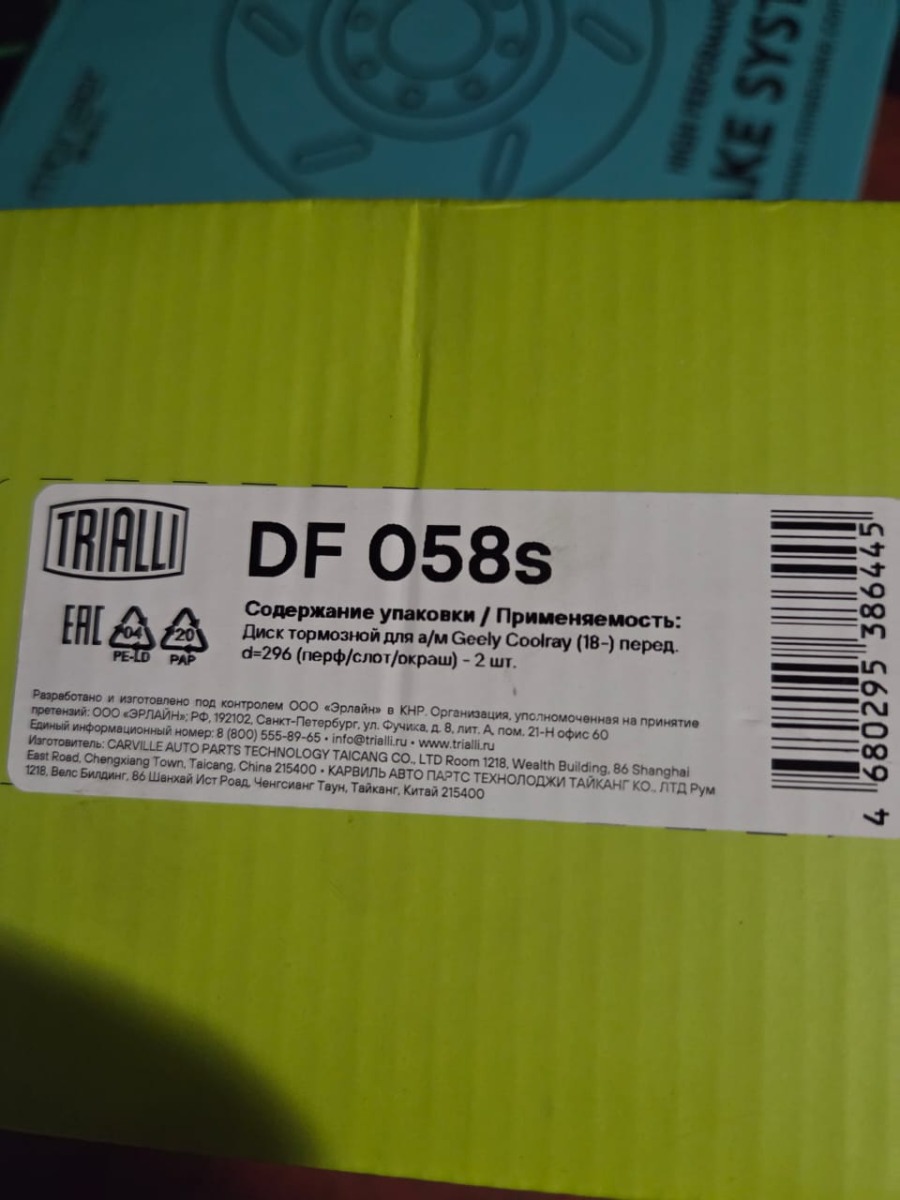 HIGH PERFORMANCE
KE SYST
TRIALLI
DF 058s
EAC
04
PE-LD
20
PAP
Содержание упаковки / Применяемость:
Диск тормозной для а/м Geely Coolray (18-) перед.
d=296 (перф/слот/окраш) - 2 шт.
Разработано и изготовлено под контролем ООО «Эрлайн» в КНР. Организация, уполномоченная на принятие
претензий: ООО «ЭРЛАЙН»; РФ, 192102, Санкт-Петербург, ул. Фучика, д. 8, лит. А, пом. 21-Н офис 60
Единый информационный номер: 8 (800) 555-89-65 • info@trialli.ru • www.trialli.ru
Изготовитель: CARVILLE AUTO PARTS TECHNOLOGY TAICANG CO., LTD Room 1218, Wealth Building, 86 Shanghai
East Road, Chengxiang Town, Taicang, China 215400 • КАРВИЛЬ АВТО ПАРТС ТЕХНОЛОДЖИ ТАЙКАНГ КО., ЛТД Рум
1218, Велс Билдинг, 86 Шанхай Ист Роад, Ченгсианг Таун, Тайканг, Китай 215400
4 680295 386445